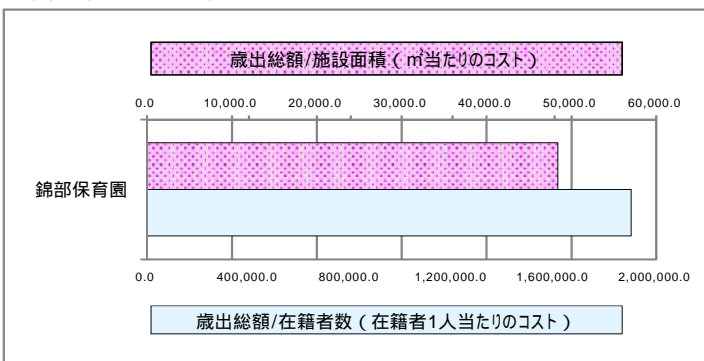 歳出総額/施設面積（㎡当たりのコスト）
0.0 10,000.0 20,000.0 30,000.0 40,000.0 50,000.0 60,000.0
錦部保育園
0.0 400,000.0 800,000.0 1,200,000.0 1,600,000.0 2,000,000.0
歳出総額/在籍者数（在籍者1人当たりのコスト）